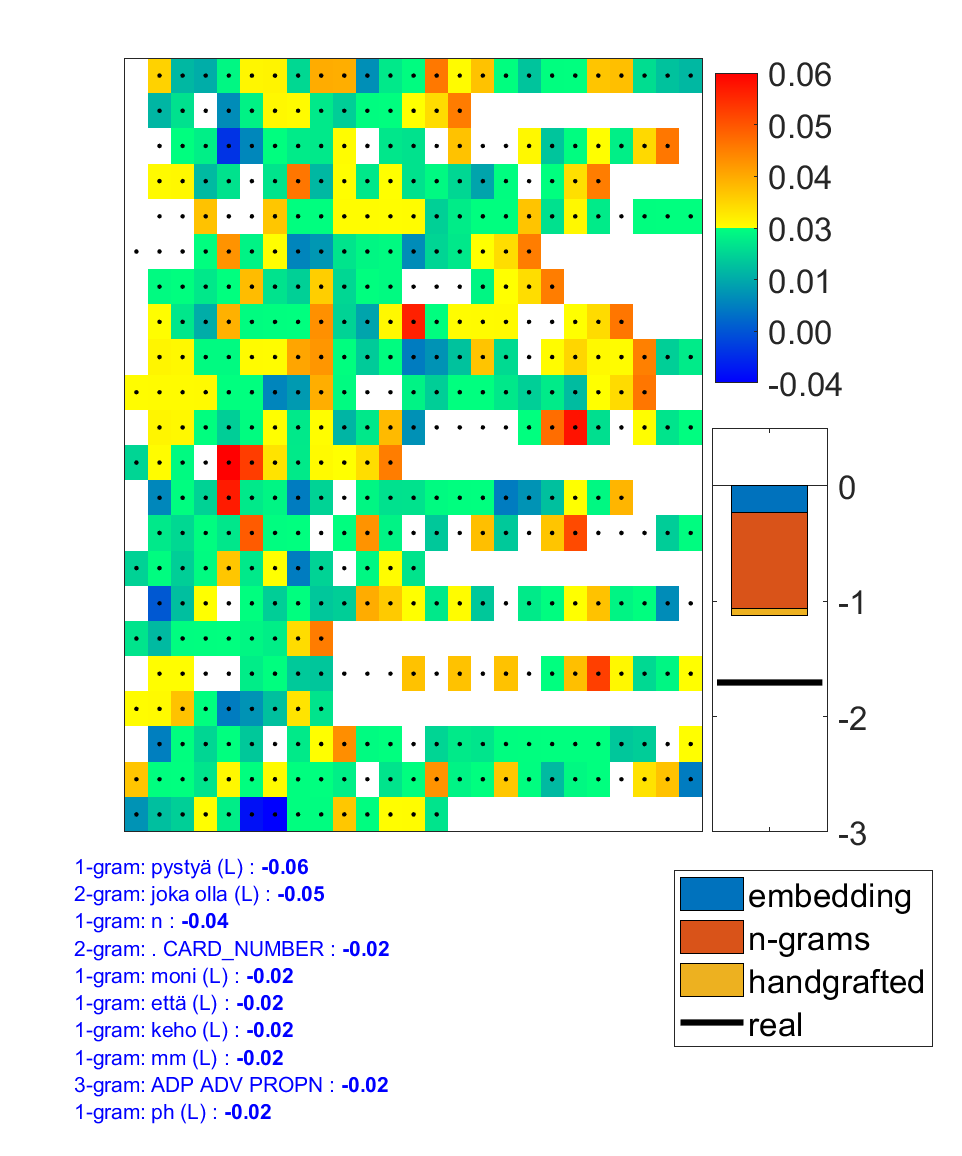 0.06
0.05
0.04
0.03
0.01
0.00
-0.04
0
-1
-2
-3
1-gram: pystyä (L) : -0.06
2-gram: joka olla (L) : -0.05
1-gram: n : -0.04
2-gram: . CARD_NUMBER : -0.02
1-gram: moni (L) : -0.02
1-gram: että (L) : -0.02
1-gram: keho (L) : -0.02
1-gram: mm (L) : -0.02
3-gram: ADP ADV PROPN : -0.02
1-gram: ph (L) : -0.02
embedding
n-grams
handgrafted
real